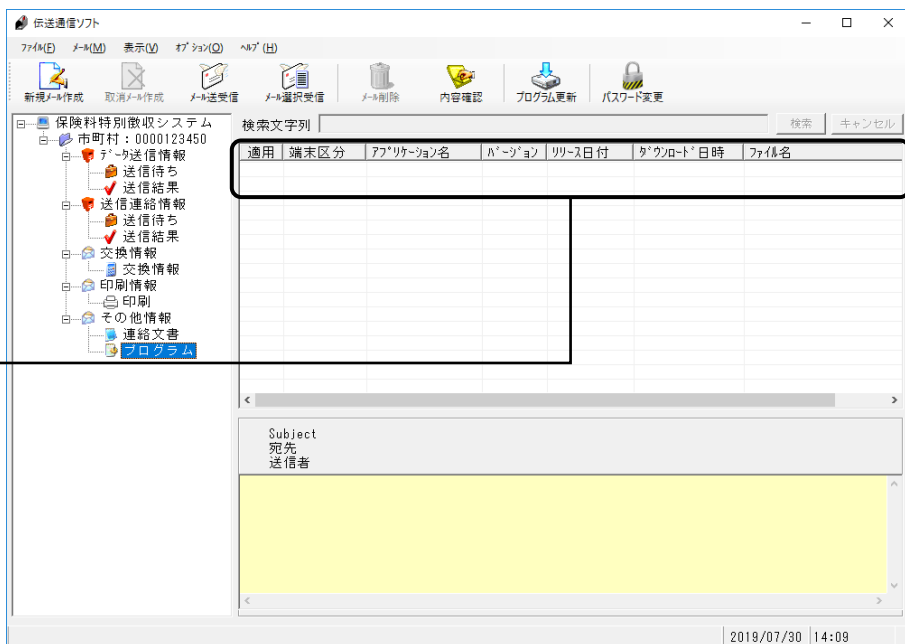 伝送通信ソフト
ﾌｧｲﾙ(F) ﾒｰﾙ(M) 表示(V) ｵﾌﾟｼｮﾝ(O) ﾍﾙﾌﾟ(H)
新規ﾒｰﾙ作成 取消ﾒｰﾙ作成 ﾒｰﾙ送受信 ﾒｰﾙ選択受信 ﾒｰﾙ削除 内容確認 ﾌﾟﾛｸﾞﾗﾑ更新 ﾊﾟｽﾜｰﾄﾞ変更
検索文字列 検索 キャンセル
保険料特別徴収システム
市町村：0000123450
ﾃﾞｰﾀ送信情報
送信待ち
送信結果
送信連絡情報
送信待ち
送信結果
交換情報
交換情報
印刷情報
印刷
その他情報
連絡文書
プログラム
適用 端末区分 ｱﾌﾟﾘｹｰｼｮﾝ名 ﾊﾞｰｼﾞｮﾝ ﾘﾘｰｽ日付 ﾀﾞｳﾝﾛｰﾄﾞ日時 ﾌｧｲﾙ名
Subject
宛先
送信者
2019/07/30 14:09